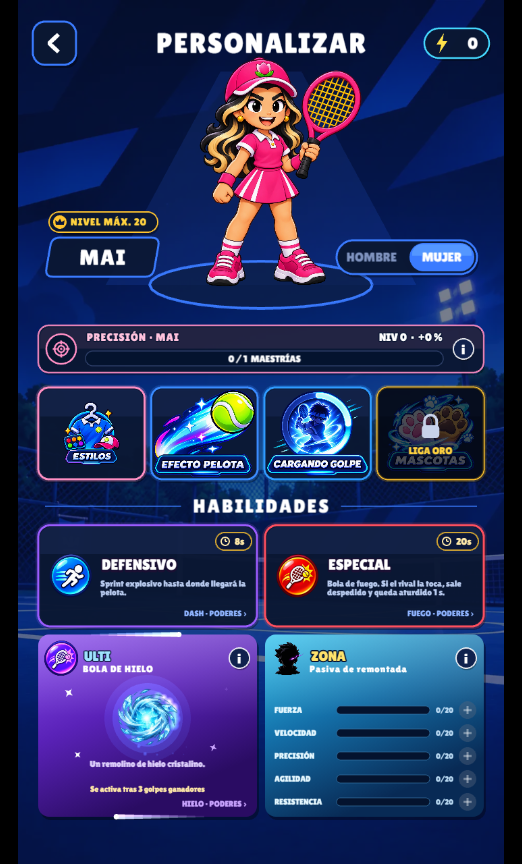 PERSONALIZAR
0
NIVEL MÁX. 20
MAI
HOMBRE MUJER
PRECISIÓN · MAI
NIV 0 · +0 %
0/1 MAESTRÍAS
ESTILOS
EFECTO PELOTA
CARGANDO GOLPE
LIGA ORO
MASCOTAS
HABILIDADES
8s
DEFENSIVO
Sprint explosivo hasta donde llegará la
pelota.
DASH · PODERES ›
20s
ESPECIAL
Bola de fuego. Si el rival la toca, sale
despedido y queda aturdido 1 s.
FUEGO · PODERES ›
ULTI
BOLA DE HIELO
Un remolino de hielo cristalino.
Se activa tras 3 golpes ganadores
HIELO · PODERES ›
ZONA
Pasiva de remontada
FUERZA 0/20 +
VELOCIDAD 0/20 +
PRECISIÓN 0/20 +
AGILIDAD 0/20 +
RESISTENCIA 0/20 +